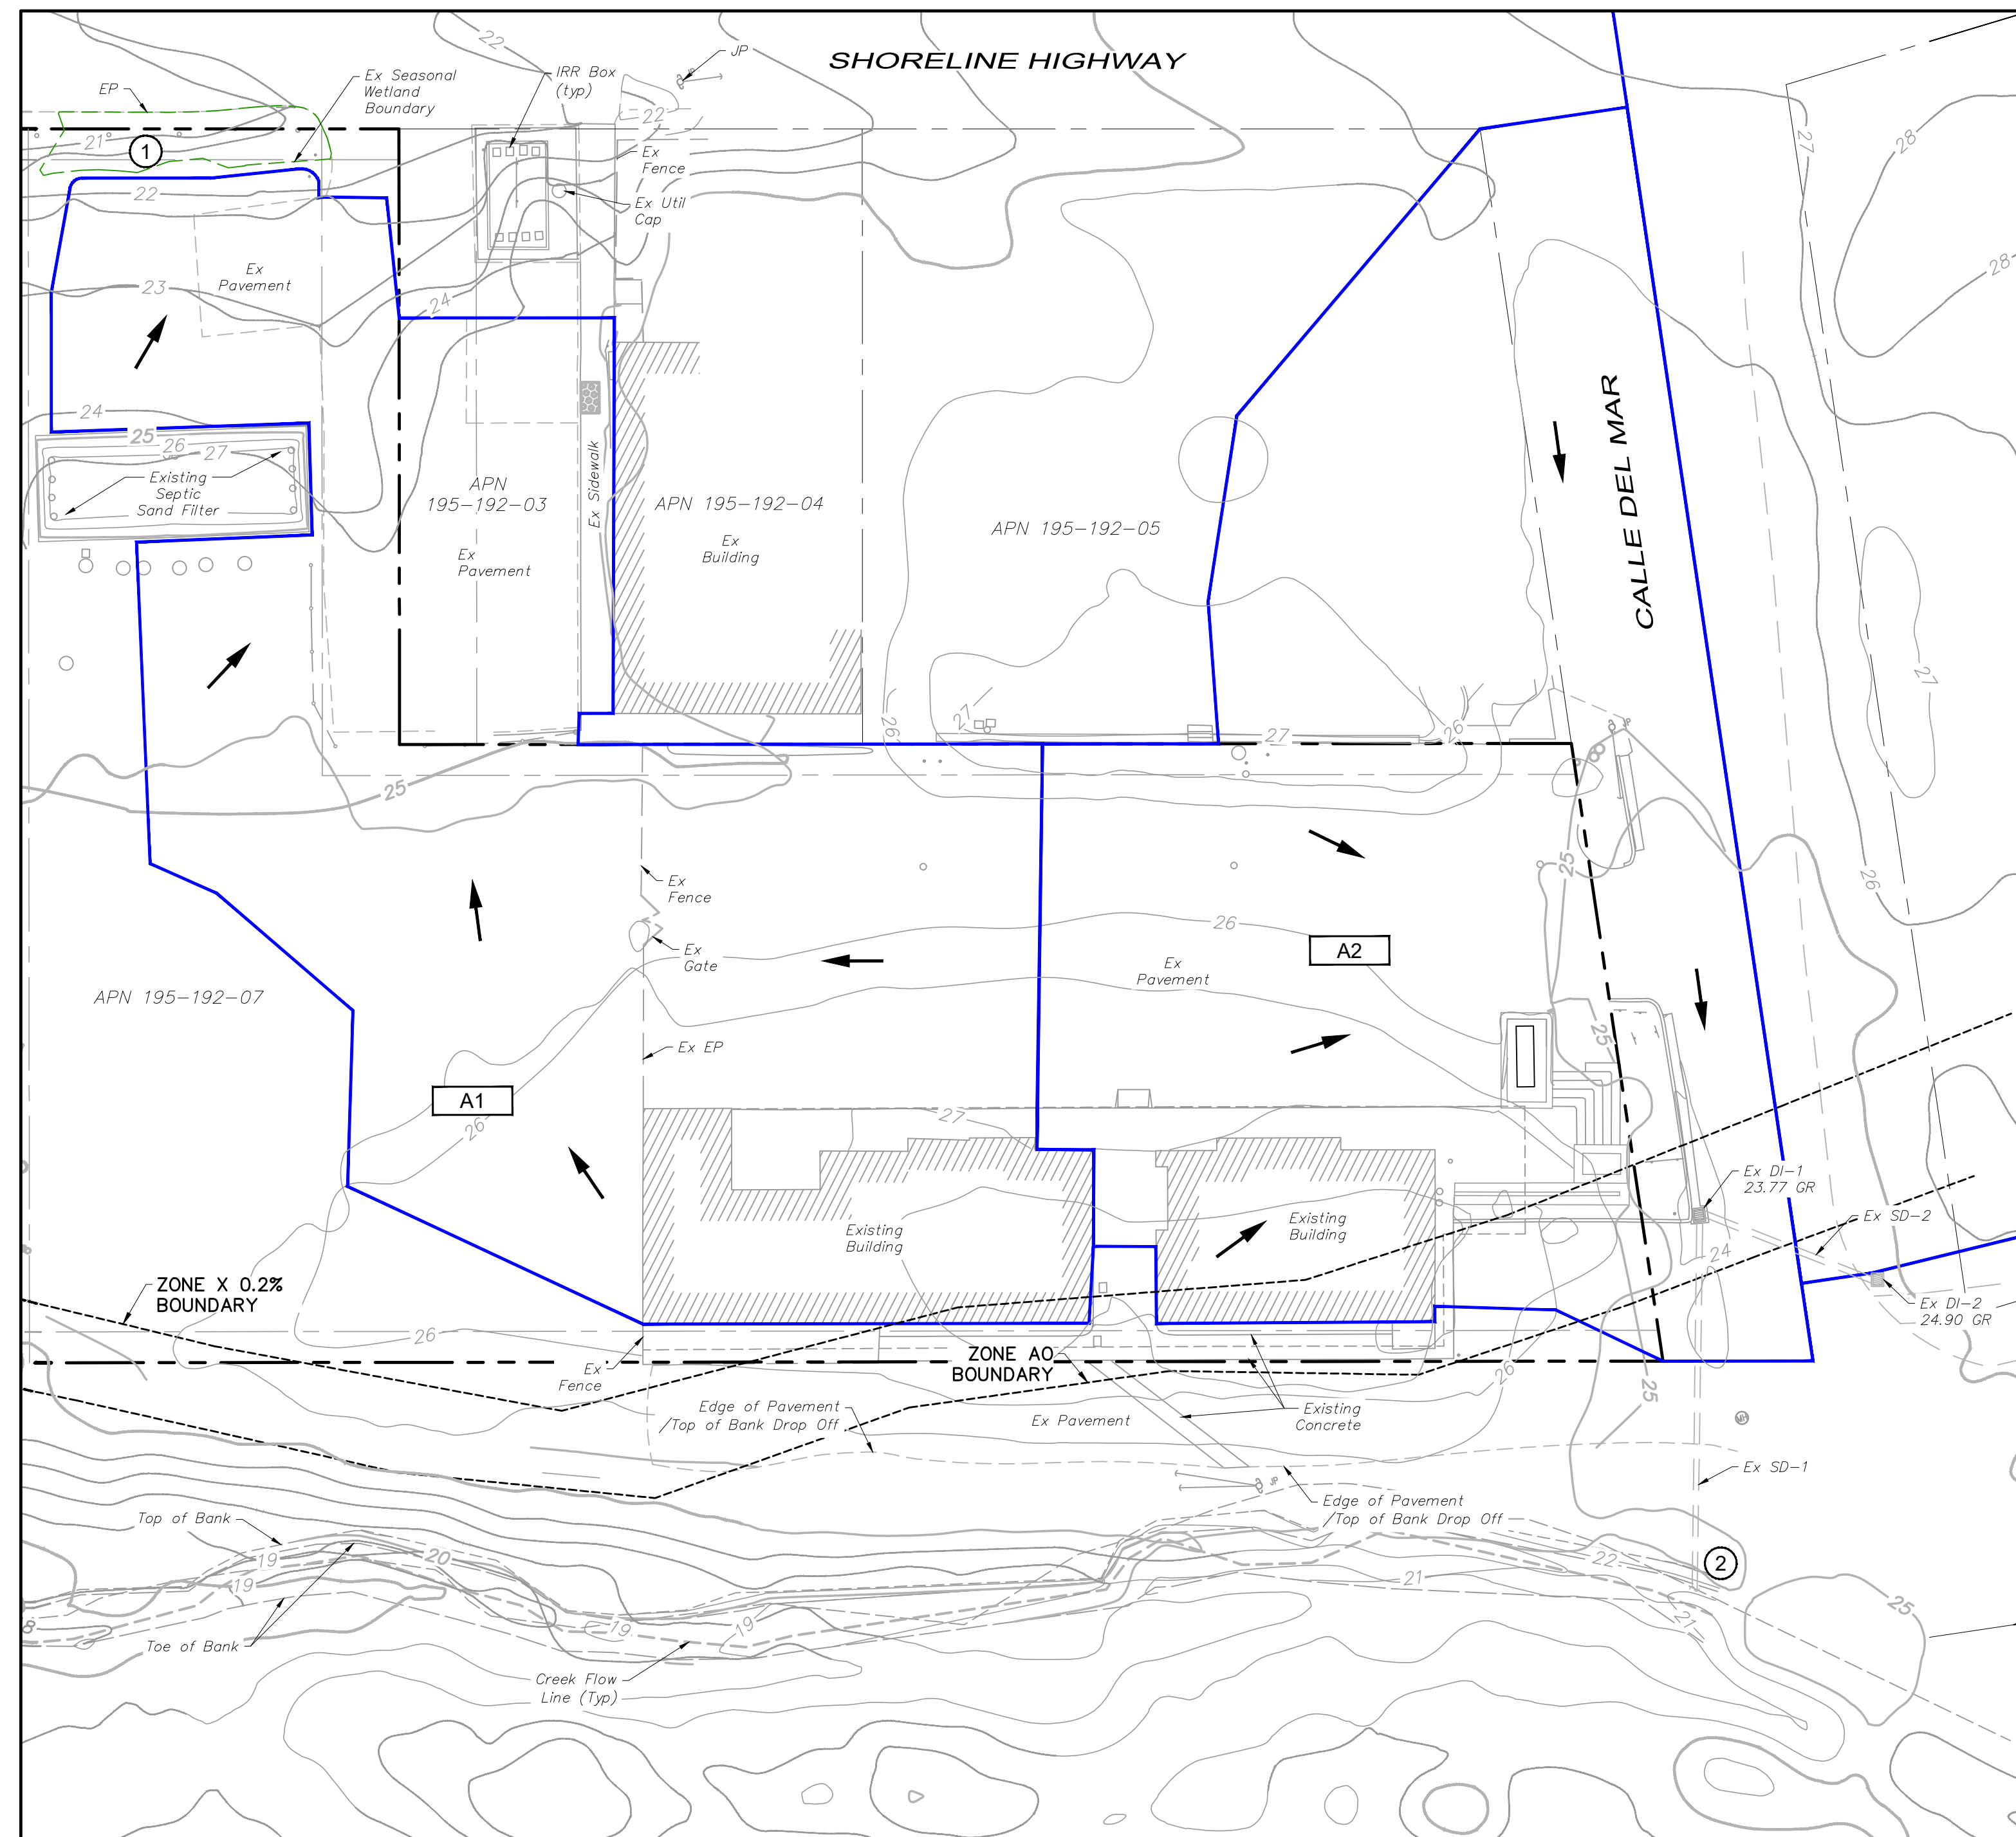 SHORELINE HIGHWAY
22
JP
EP
Ex Seasonal
Wetland
Boundary
IRR Box
(typ)
22
21
1
Ex
Fence
22
Ex Util
Cap
27
28
28
Ex
Pavement
23
24
24
25
26
27
Existing
Septic
Sand Filter
APN
195-192-03
Ex Sidewalk
APN 195-192-04
Ex
Building
APN 195-192-05
Ex
Pavement
CALLE DEL MAR
27
27
26
27
26
JP
25
25
Ex
Fence
26
26
Ex
Gate
A2
Ex
Pavement
APN 195-192-07
Ex EP
25
A1
26
27
Ex DI-1
23.77 GR
Existing
Building
Existing
Building
Ex SD-2
24
ZONE X 0.2%
BOUNDARY
Ex DI-2
24.90 GR
26
Ex
Fence
ZONE AO
BOUNDARY
26
25
Edge of Pavement
/Top of Bank Drop Off
Ex Pavement
Existing
Concrete
Ex SD-1
JP
Edge of Pavement
/Top of Bank Drop Off
Top of Bank
19
20
22
2
19
21
25
21
19
19
8
Toe of Bank
Creek Flow
Line (Typ)